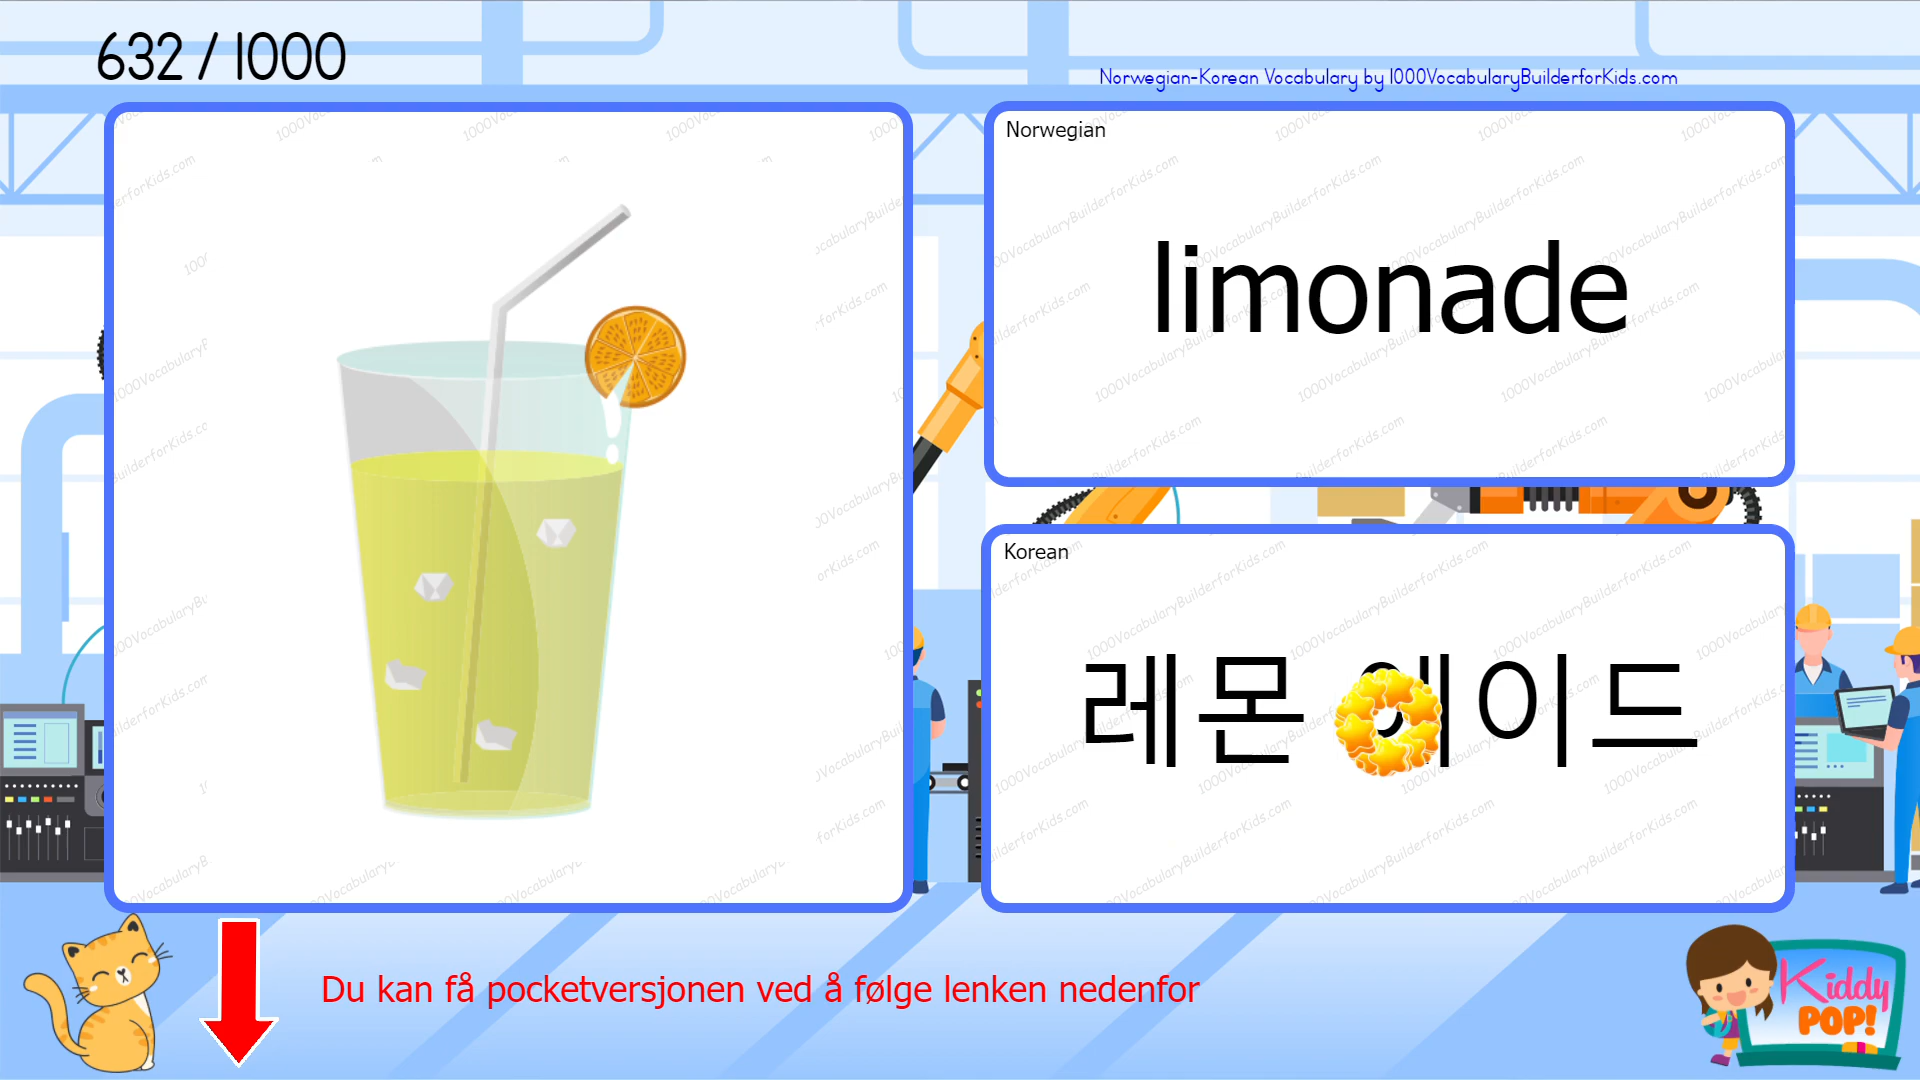 632 / 1000
Norwegian-Korean Vocabulary by 1000VocabularyBuilderforKids.com
Norwegian
limonade
Korean
레몬 에이드
Du kan få pocketversjonen ved å følge lenken nedenfor
Kiddy
POP!